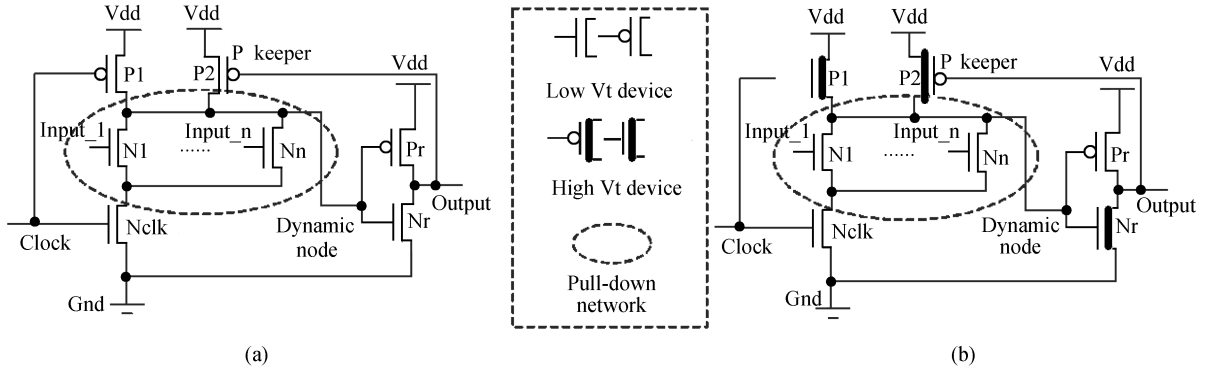 Vdd
Vdd
P keeper
P1
P2
Vdd
Input_1
Input_n
N1
......
Nn
Pr
Output
Clock
Nclk
Dynamic
node
Nr
Gnd
(a)
Low Vt device
High Vt device
Pull-down
network
Vdd
Vdd
P keeper
P1
P2
Vdd
Input_1
Input_n
N1
......
Nn
Pr
Output
Clock
Nclk
Dynamic
node
Nr
Gnd
(b)